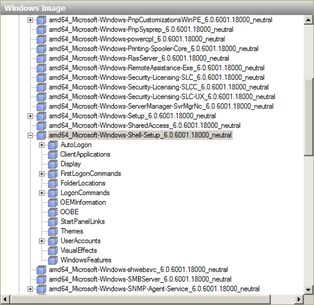 Windows Image
amd64_Microsoft-Windows-PnpCustomizationsWinPE_6.0.6001.18000_neutral
amd64_Microsoft-Windows-PnpSysprep_6.0.6001.18000_neutral
amd64_Microsoft-Windows-powercpl_6.0.6001.18000_neutral
amd64_Microsoft-Windows-Printing-Spooler-Core_6.0.6001.18000_neutral
amd64_Microsoft-Windows-RasServer_6.0.6001.18000_neutral
amd64_Microsoft-Windows-RemoteAssistance-Exe_6.0.6001.18000_neutral
amd64_Microsoft-Windows-Security-Licensing-SLC_6.0.6001.18000_neutral
amd64_Microsoft-Windows-Security-Licensing-SLCC_6.0.6001.18000_neutral
amd64_Microsoft-Windows-Security-Licensing-SLC-UX_6.0.6001.18000_neutral
amd64_Microsoft-Windows-ServerManager-SvrMgrNc_6.0.6001.18000_neutral
amd64_Microsoft-Windows-Setup_6.0.6001.18000_neutral
amd64_Microsoft-Windows-SharedAccess_6.0.6001.18000_neutral
amd64_Microsoft-Windows-Shell-Setup_6.0.6001.18000_neutral
AutoLogon
ClientApplications
Display
FirstLogonCommands
FolderLocations
LogonCommands
OEMInformation
OOBE
StartPanelLinks
Themes
UserAccounts
VisualEffects
WindowsFeatures
amd64_Microsoft-Windows-shwebsvc_6.0.6001.18000_neutral
amd64_Microsoft-Windows-SMBServer_6.0.6001.18000_neutral
amd64_Microsoft-Windows-SNMP-Agent-Service_6.0.6001.18000_neutral